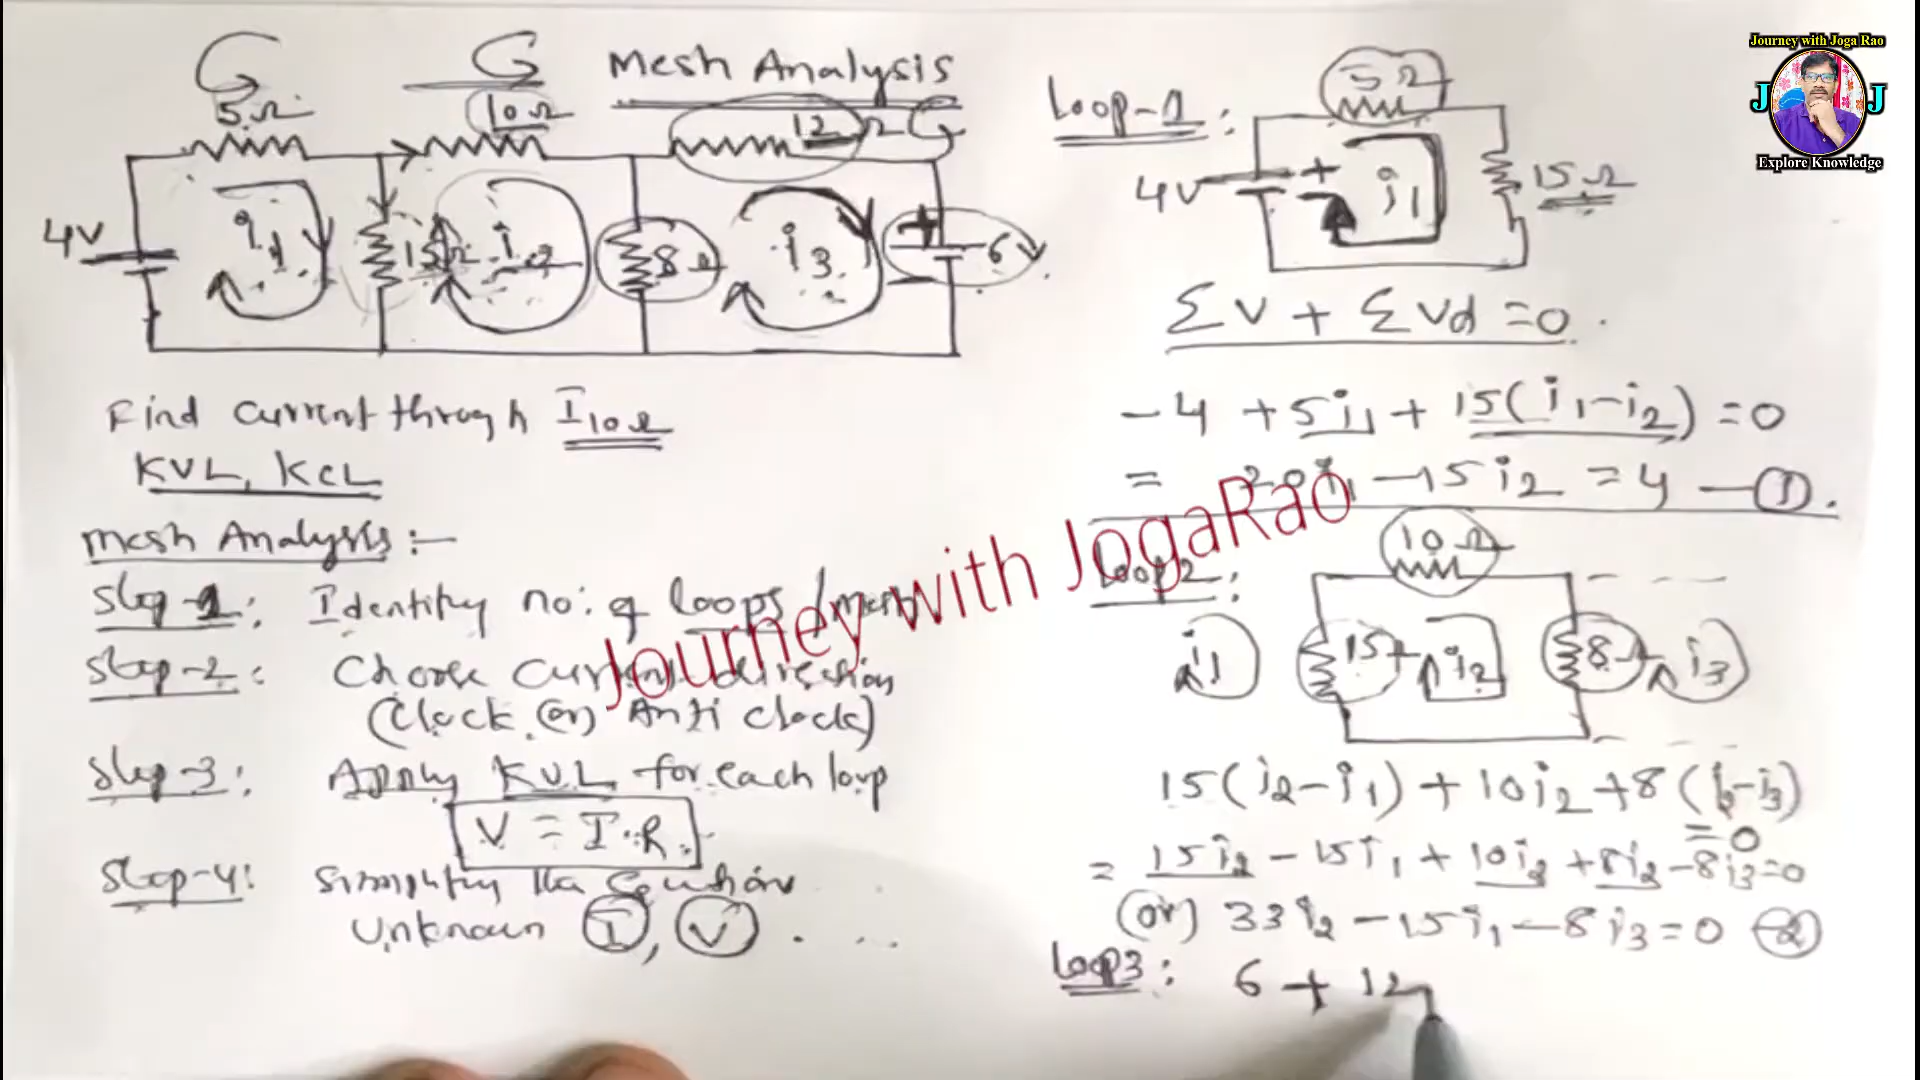 Mesh Analysis
5Ω
10Ω
12Ω
4V
i1
15Ω
i2
8Ω
i3
+
6V
Find current through I10Ω
KVL, KCL
Mesh Analysis :-
Step-1 : Identify no. of loops /
Step-2 : Choose current direction
(Clock (or) Anti clock)
Step-3 : Apply KVL for each loop
V = I.R.
Step-4 : Simplify the
Unknown I, V . . .
Loop-1 :
5Ω
4V
+
i1
15Ω
ΣV + ΣVd = 0.
-4 + 5i1 + 15(i1-i2) = 0
= 20i1 - 15i2 = 4 — 1.
Loop2 :
10Ω
i1
15
i2
8Ω
i3
15(i2-i1) + 10i2 + 8(i2-i3)
= 0
= 15i2 - 15i1 + 10i2 + 8i2 - 8i3 = 0
(or) 33i2 - 15i1 - 8i3 = 0 — 2
Loop3 : 6 + 12
Journey with JogaRao
Journey with Joga Rao
J J
Explore Knowledge